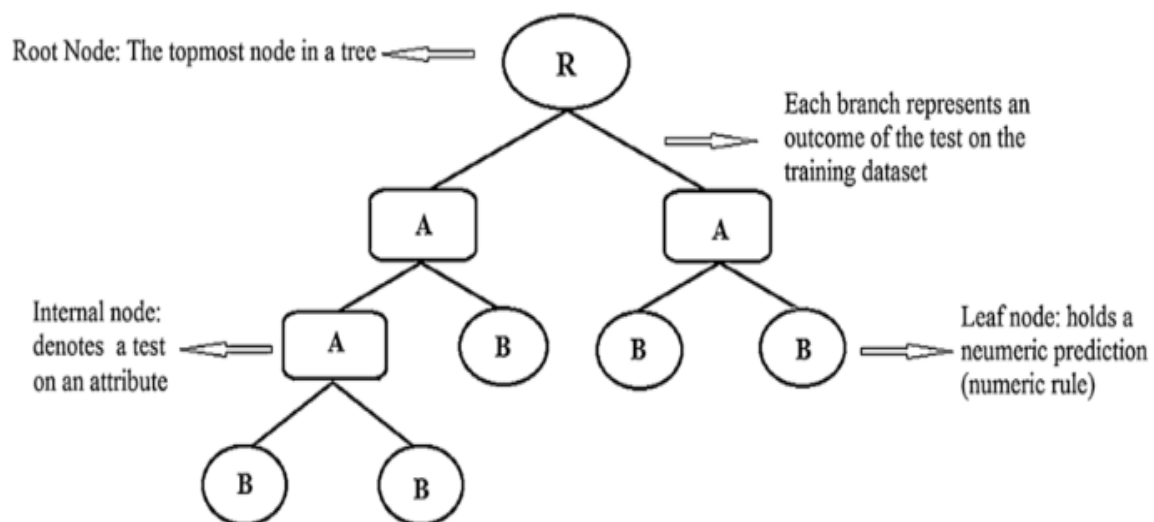 R
Root Node: The topmost node in a tree
Each branch represents an
outcome of the test on the
training dataset
A
A
Internal node:
denotes a test
on an attribute
A
B
B
B
Leaf node: holds a
neumeric prediction
(numeric rule)
B
B